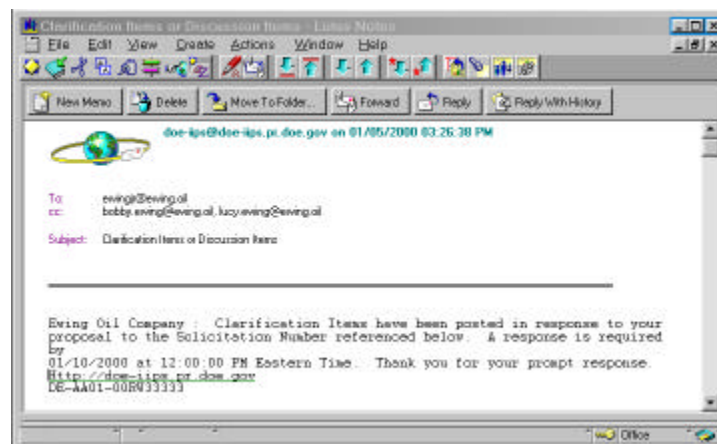 Clarification Items or Discussion Items - Lotus Notes
File Edit View Create Actions Window Help
New Memo Delete Move To Folder... Forward Reply Reply With History
doe-iips@doe-iips.pr.doe.gov on 01/05/2000 03:26:38 PM
To: ewingjr@ewing.oil
cc: bobby.ewing@ewing.oil, lucy.ewing@ewing.oil
Subject: Clarification Items or Discussion Items
Ewing Oil Company : Clarification Items have been posted in response to your
proposal to the Solicitation Number referenced below. A response is required
by
01/10/2000 at 12:00:00 PM Eastern Time. Thank you for your prompt response.
Http://doe-iips.pr.doe.gov
DE-AA01-00RW33333
Office